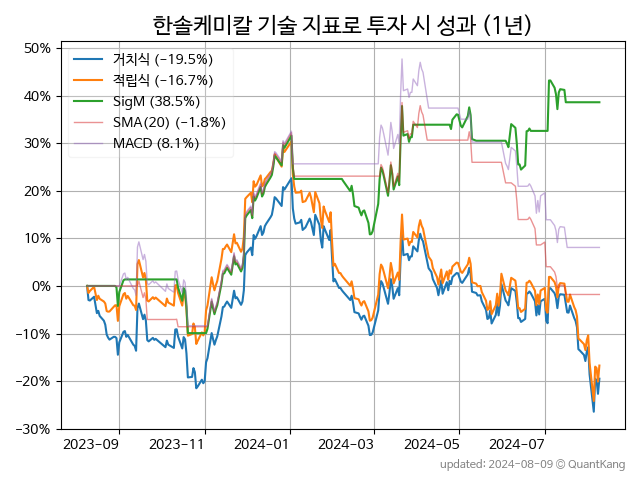 한솔케미칼 기술 지표로 투자 시 성과 (1년)
50%
40%
30%
20%
10%
0%
−10%
−20%
−30%
거치식 (−19.5%)
적립식 (−16.7%)
SigM (38.5%)
SMA(20) (−1.8%)
MACD (8.1%)
2023-09 2023-11 2024-01 2024-03 2024-05 2024-07
updated: 2024-08-09 © QuantKang